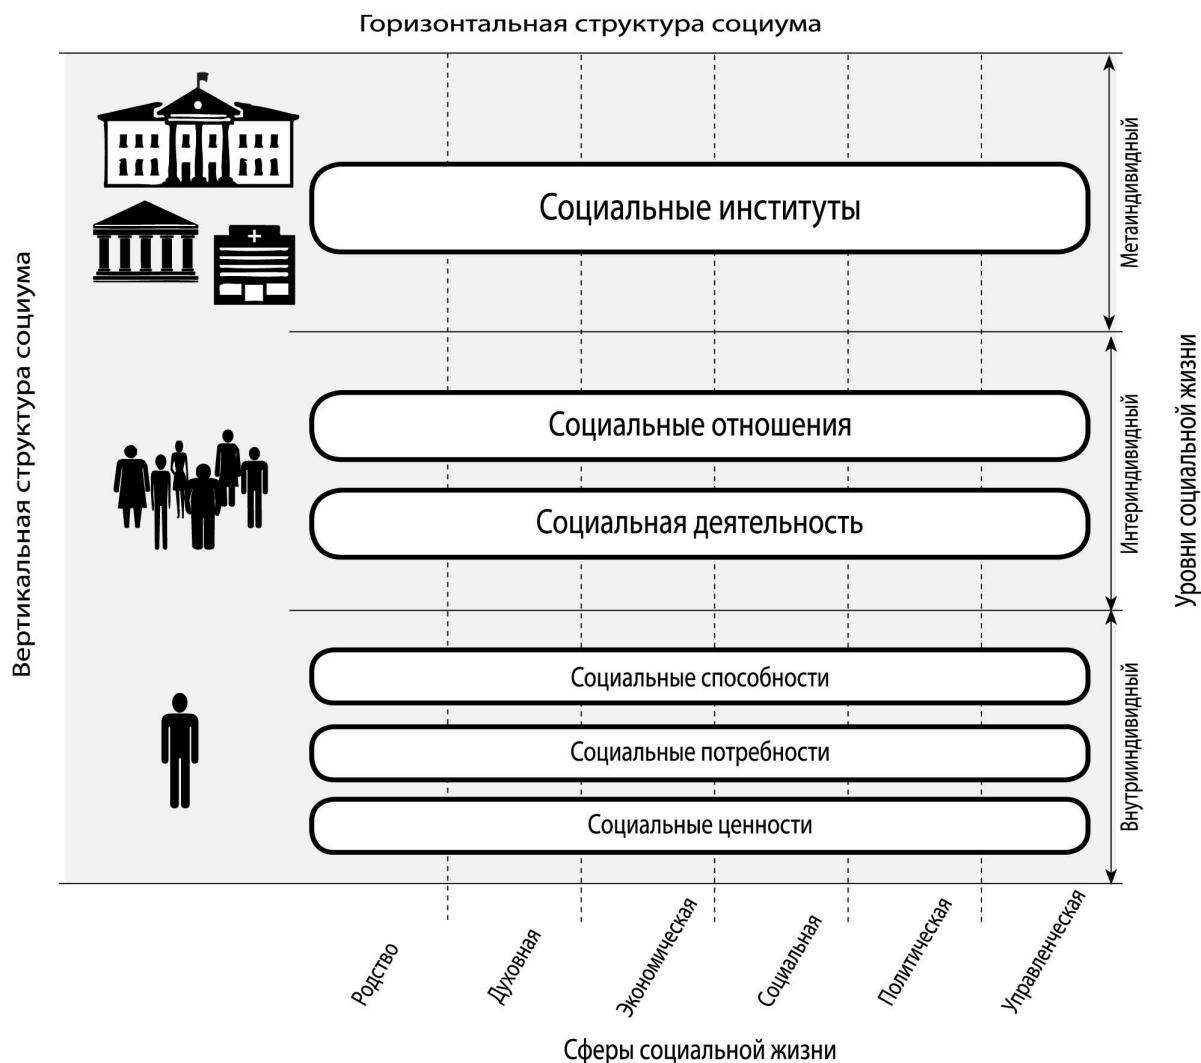 Горизонтальная структура социума
Вертикальная структура социума
Социальные институты
Метаиндивидный
Социальные отношения
Социальная деятельность
Интериндивидный
Уровни социальной жизни
Социальные способности
Социальные потребности
Социальные ценности
Внутрииндивидный
Родство
Духовная
Экономическая
Социальная
Политическая
Управленческая
Сферы социальной жизни